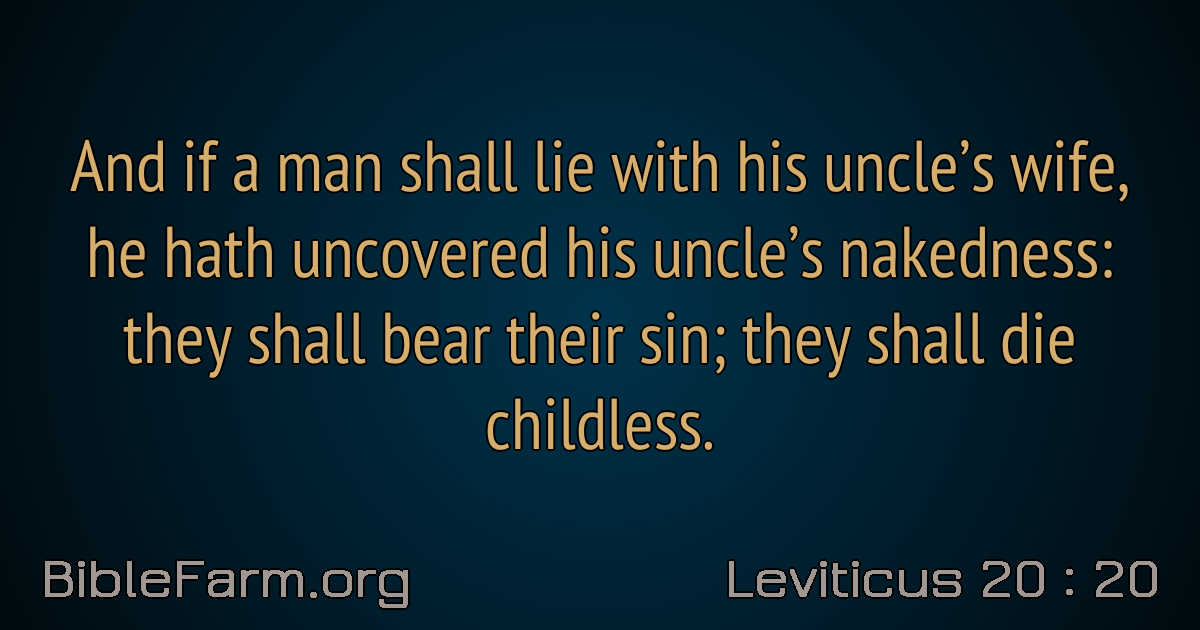 And if a man shall lie with his uncle’s wife,
he hath uncovered his uncle’s nakedness:
they shall bear their sin; they shall die
childless.
BibleFarm.org
Leviticus 20 : 20